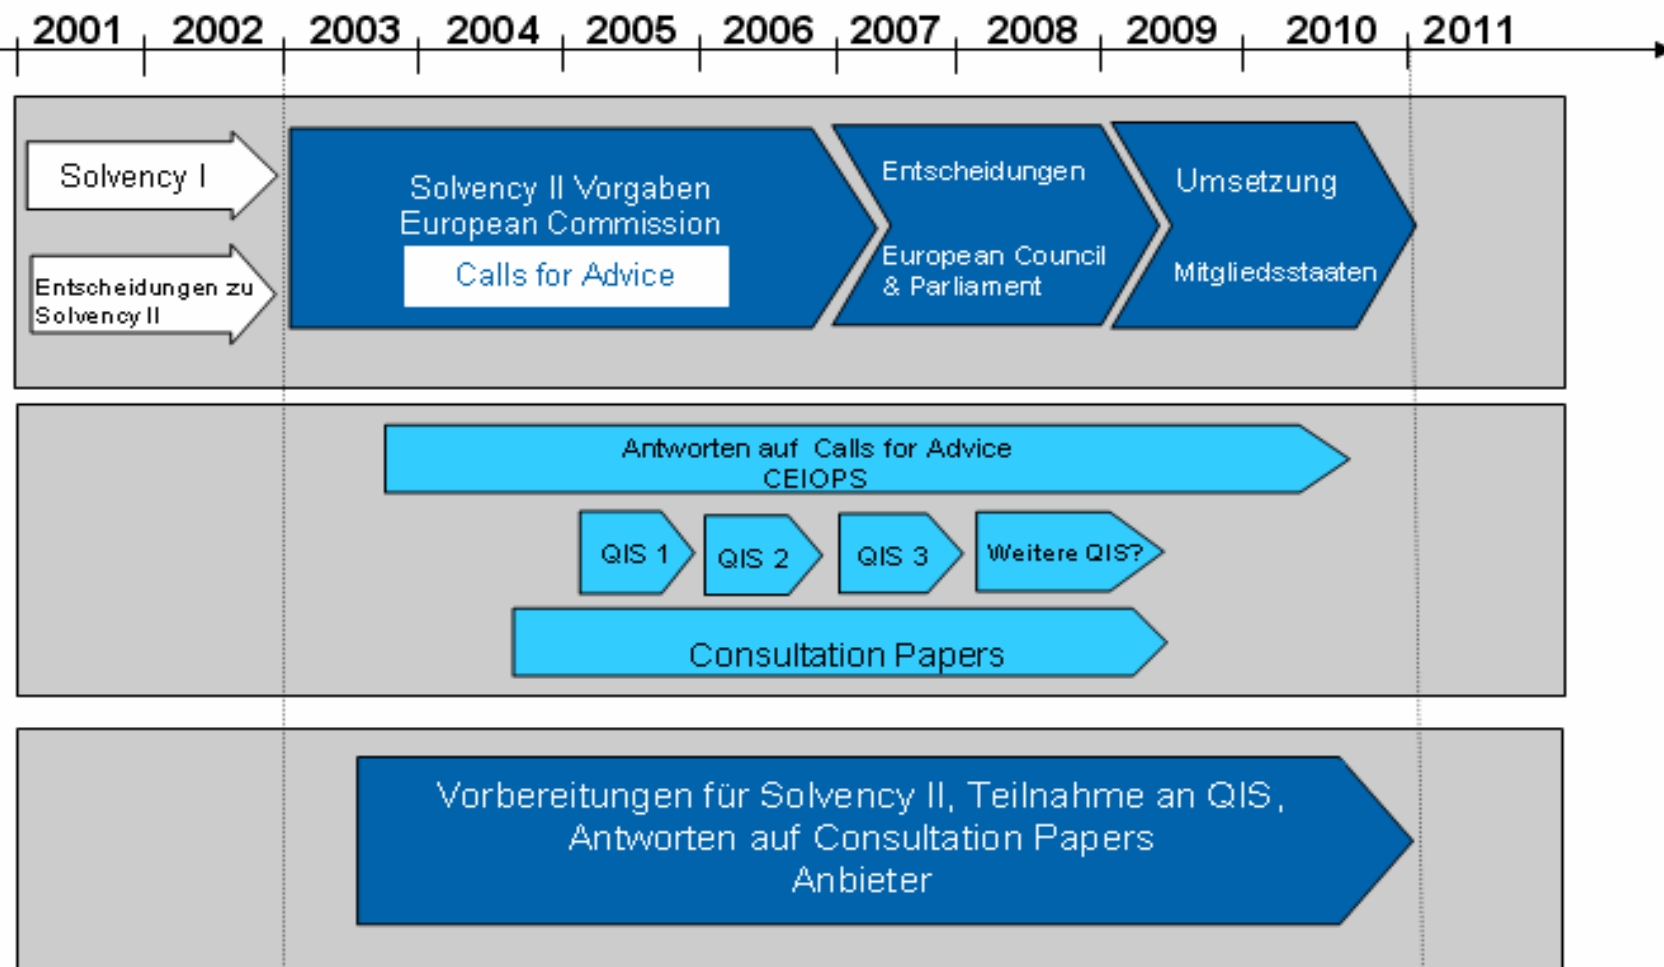 2001 2002 2003 2004 2005 2006 2007 2008 2009 2010 2011
Solvency I
Entscheidungen zu
Solvency II
Solvency II Vorgaben
European Commission
Calls for Advice
Entscheidungen
European Council
& Parliament
Umsetzung
Mitgliedsstaaten
Antworten auf Calls for Advice
CEIOPS
QIS 1
QIS 2
QIS 3
Weitere QIS?
Consultation Papers
Vorbereitungen für Solvency II, Teilnahme an QIS,
Antworten auf Consultation Papers
Anbieter